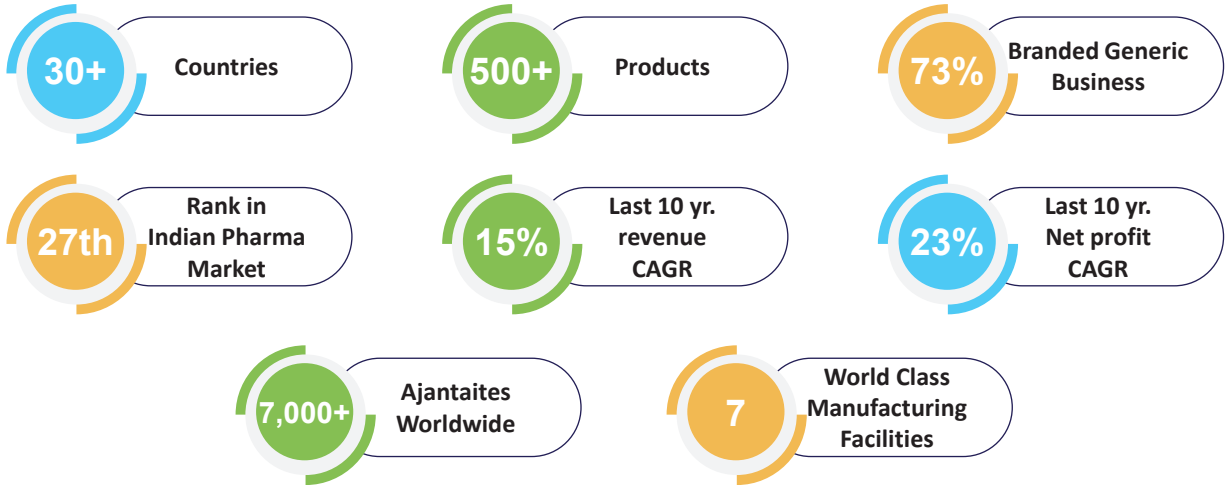 30+
Countries
500+
Products
73%
Branded Generic
Business
27th
Rank in
Indian Pharma
Market
15%
Last 10 yr.
revenue
CAGR
23%
Last 10 yr.
Net profit
CAGR
7,000+
Ajantaites
Worldwide
7
World Class
Manufacturing
Facilities